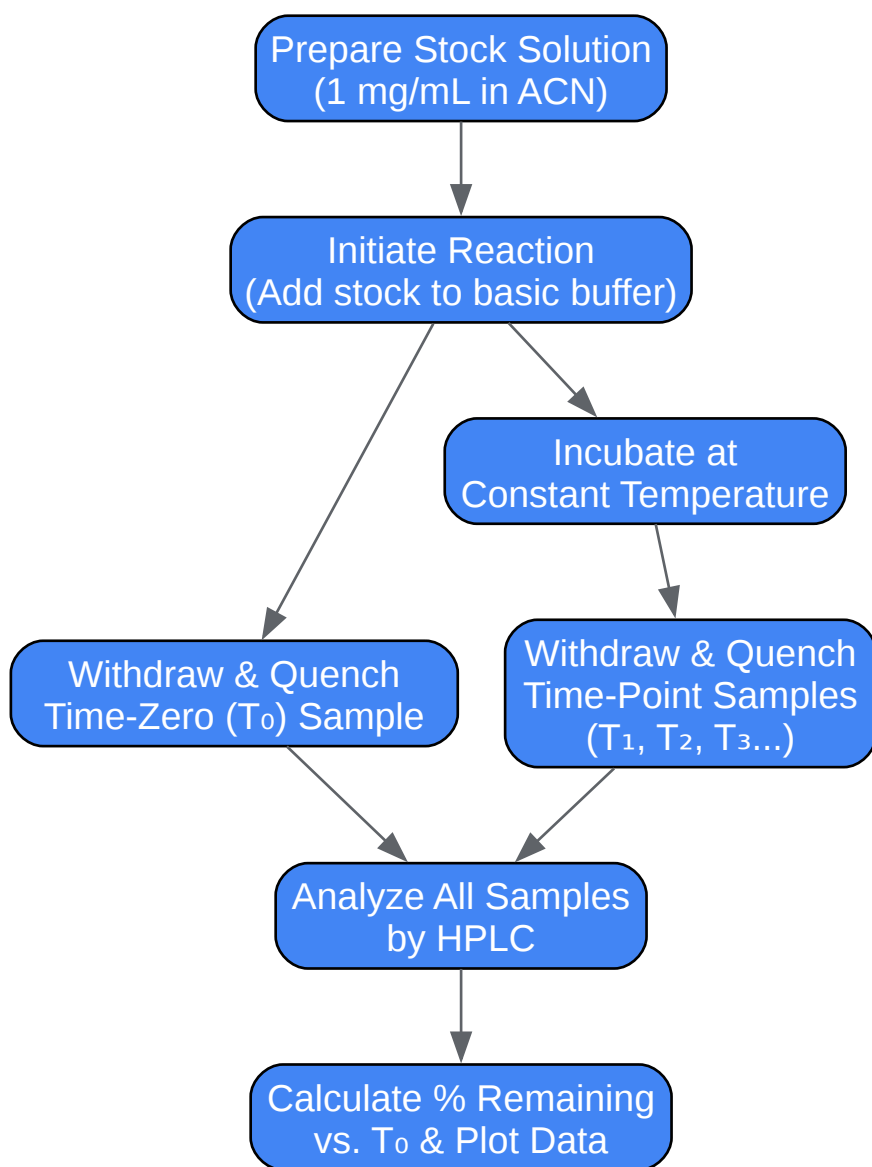 Prepare Stock Solution
(1 mg/mL in ACN)
Initiate Reaction
(Add stock to basic buffer)
Incubate at
Constant Temperature
Withdraw & Quench
Time-Zero (T₀) Sample
Withdraw & Quench
Time-Point Samples
(T₁, T₂, T₃...)
Analyze All Samples
by HPLC
Calculate % Remaining
vs. T₀ & Plot Data